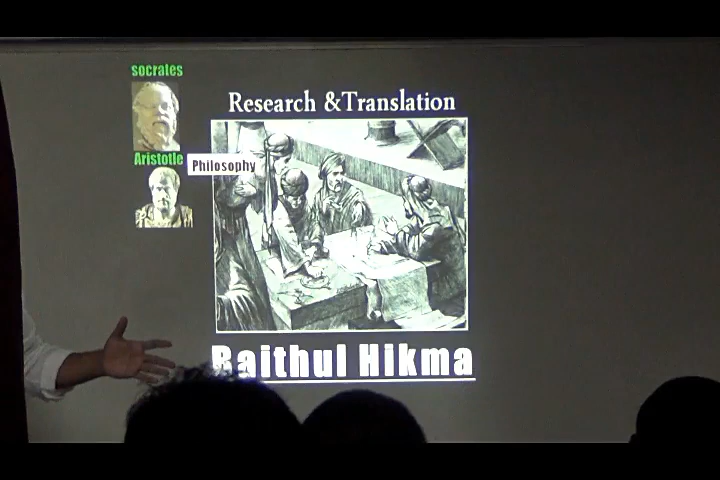 socrates
Research &Translation
Aristotle
Philosophy
Baithul Hikma